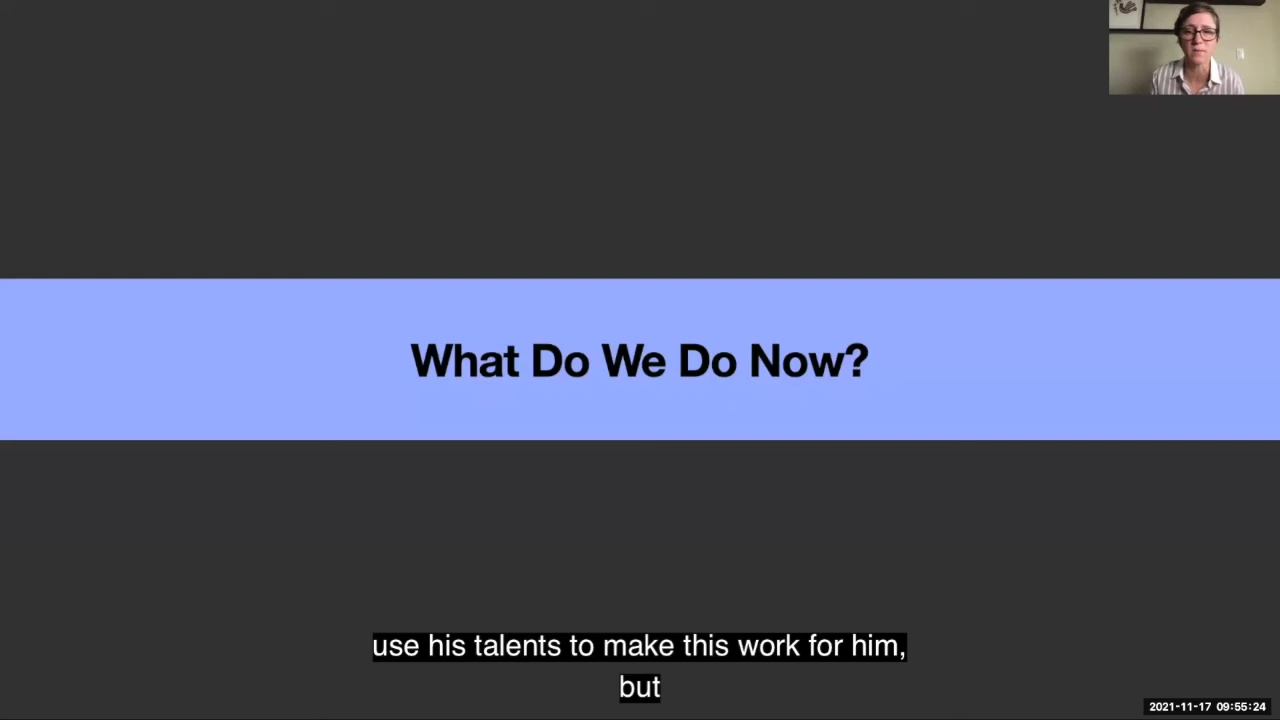 What Do We Do Now?
use his talents to make this work for him,
but
2021-11-17 09:55:24